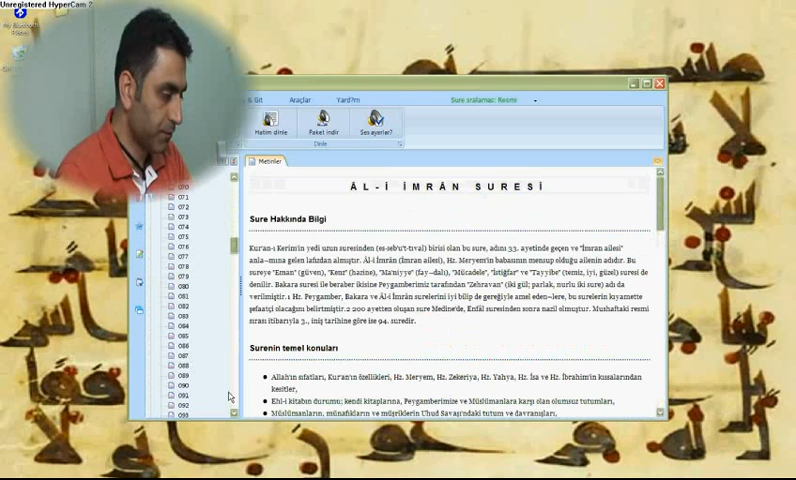 Unregistered HyperCam 2
& Git
Araçlar
Yard?m
Sure sıralaması: Resmi
Hatim dinle
Paket indir
Ses ayarlar?
Dinle
Metinler
ÂL-İ İMRÂN SURESİ
Sure Hakkında Bilgi
Kur'an-ı Kerim'in yedi uzun suresinden (es-seb'u't-tıval) birisi olan bu sure, adını 33. ayetinde geçen ve "İmran ailesi"
anla–mına gelen lafızdan almıştır. Âl-i İmrân (İmran ailesi), Hz. Meryem'in babasının mensup olduğu ailenin adıdır. Bu
sureye "Eman" (güven), "Kenz" (hazine), "Ma'niyye" (fay–dalı), "Mücadele", "İstiğfar" ve "Tayyibe" (temiz, iyi, güzel) suresi de
denilir. Bakara suresi ile beraber ikisine Peygamberimiz tarafından "Zehravan" (iki gül; parlak, nurlu iki sure) adı da
verilmiştir.1 Hz. Peygamber, Bakara ve Âl-i İmrân surelerini iyi bilip de gereğiyle amel eden–lere, bu surelerin kıyamette
şefaatçi olacağını belirtmiştir.2 200 ayetten oluşan sure Medine'de, Enfâl suresinden sonra nazil olmuştur. Mushaftaki resmi
sırası itibarıyla 3., iniş tarihine göre ise 94. suredir.
Surenin temel konuları
Allah'ın sıfatları, Kur'an'ın özellikleri, Hz. Meryem, Hz. Zekeriya, Hz. Yahya, Hz. İsa ve Hz. İbrahim'in kıssalarından
kesitler,
Ehl-i kitabın durumu; kendi kitaplarına, Peygamberimize ve Müslümanlara karşı olan olumsuz tutumları,
Müslümanların, münafıkların ve müşriklerin Uhud Savaşı'ndaki tutum ve davranışları,
070
071
072
073
074
075
076
077
078
079
080
081
082
083
084
085
086
087
088
089
090
091
092
093